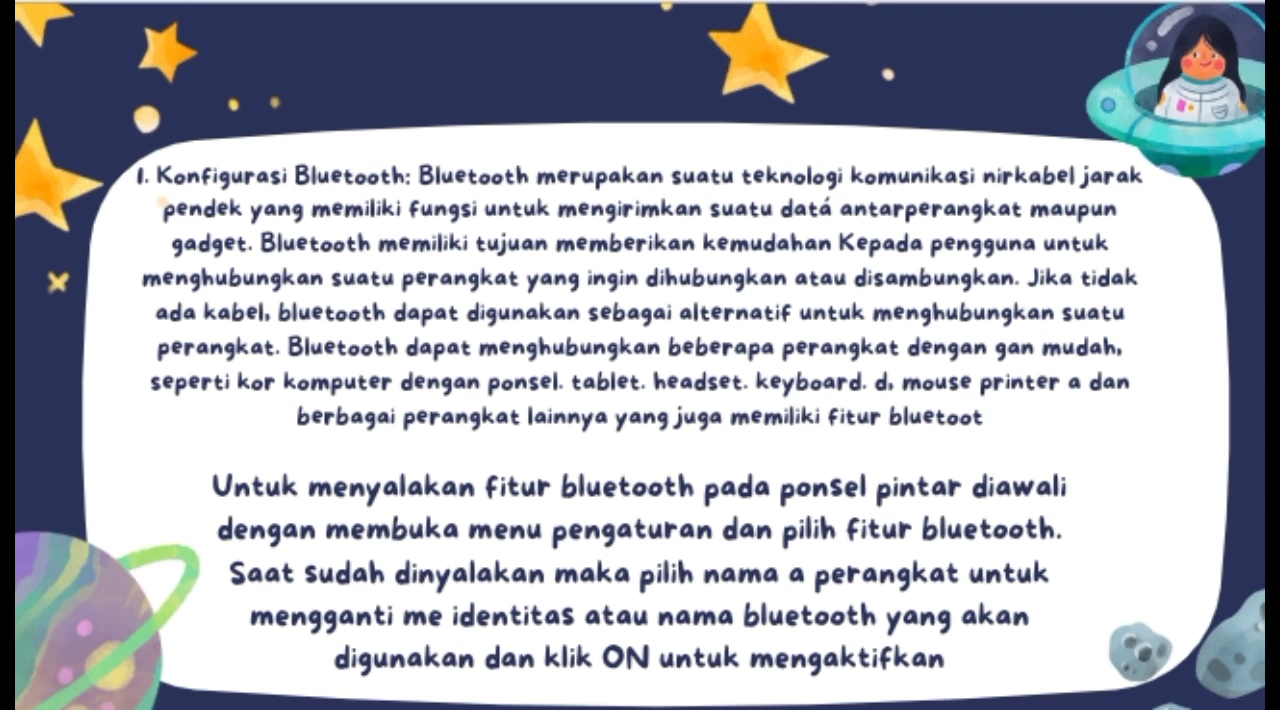 1. Konfigurasi Bluetooth: Bluetooth merupakan suatu teknologi komunikasi nirkabel jarak
pendek yang memiliki fungsi untuk mengirimkan suatu datá antarperangkat maupun
gadget. Bluetooth memiliki tujuan memberikan kemudahan Kepada pengguna untuk
menghubungkan suatu perangkat yang ingin dihubungkan atau disambungkan. Jika tidak
ada kabel, bluetooth dapat digunakan sebagai alternatif untuk menghubungkan suatu
perangkat. Bluetooth dapat menghubungkan beberapa perangkat dengan gan mudah,
seperti kor komputer dengan ponsel. tablet. headset. keyboard. d, mouse printer a dan
berbagai perangkat lainnya yang juga memiliki fitur bluetoot
Untuk menyalakan fitur bluetooth pada ponsel pintar diawali
dengan membuka menu pengaturan dan pilih fitur bluetooth.
Saat sudah dinyalakan maka pilih nama a perangkat untuk
mengganti me identitas atau nama bluetooth yang akan
digunakan dan klik ON untuk mengaktifkan